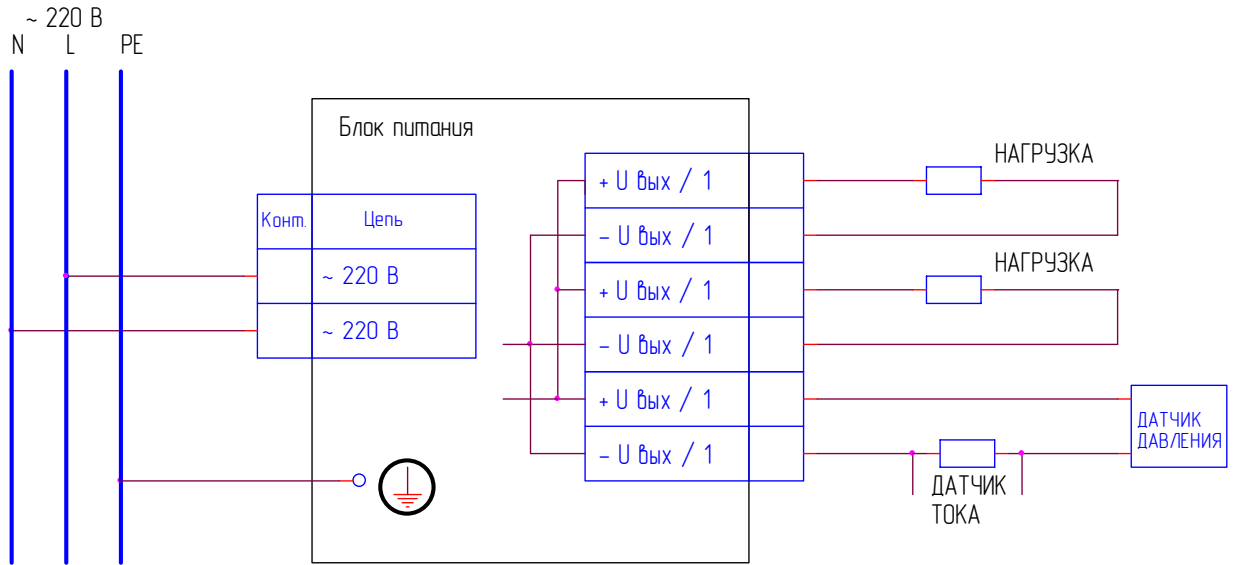 ~ 220 В
N L PE
Блок питания
Конт. Цепь
~ 220 В
~ 220 В
+ U вых / 1
– U вых / 1
+ U вых / 1
– U вых / 1
+ U вых / 1
– U вых / 1
НАГРУЗКА
НАГРУЗКА
ДАТЧИК
ДАВЛЕНИЯ
ДАТЧИК
ТОКА